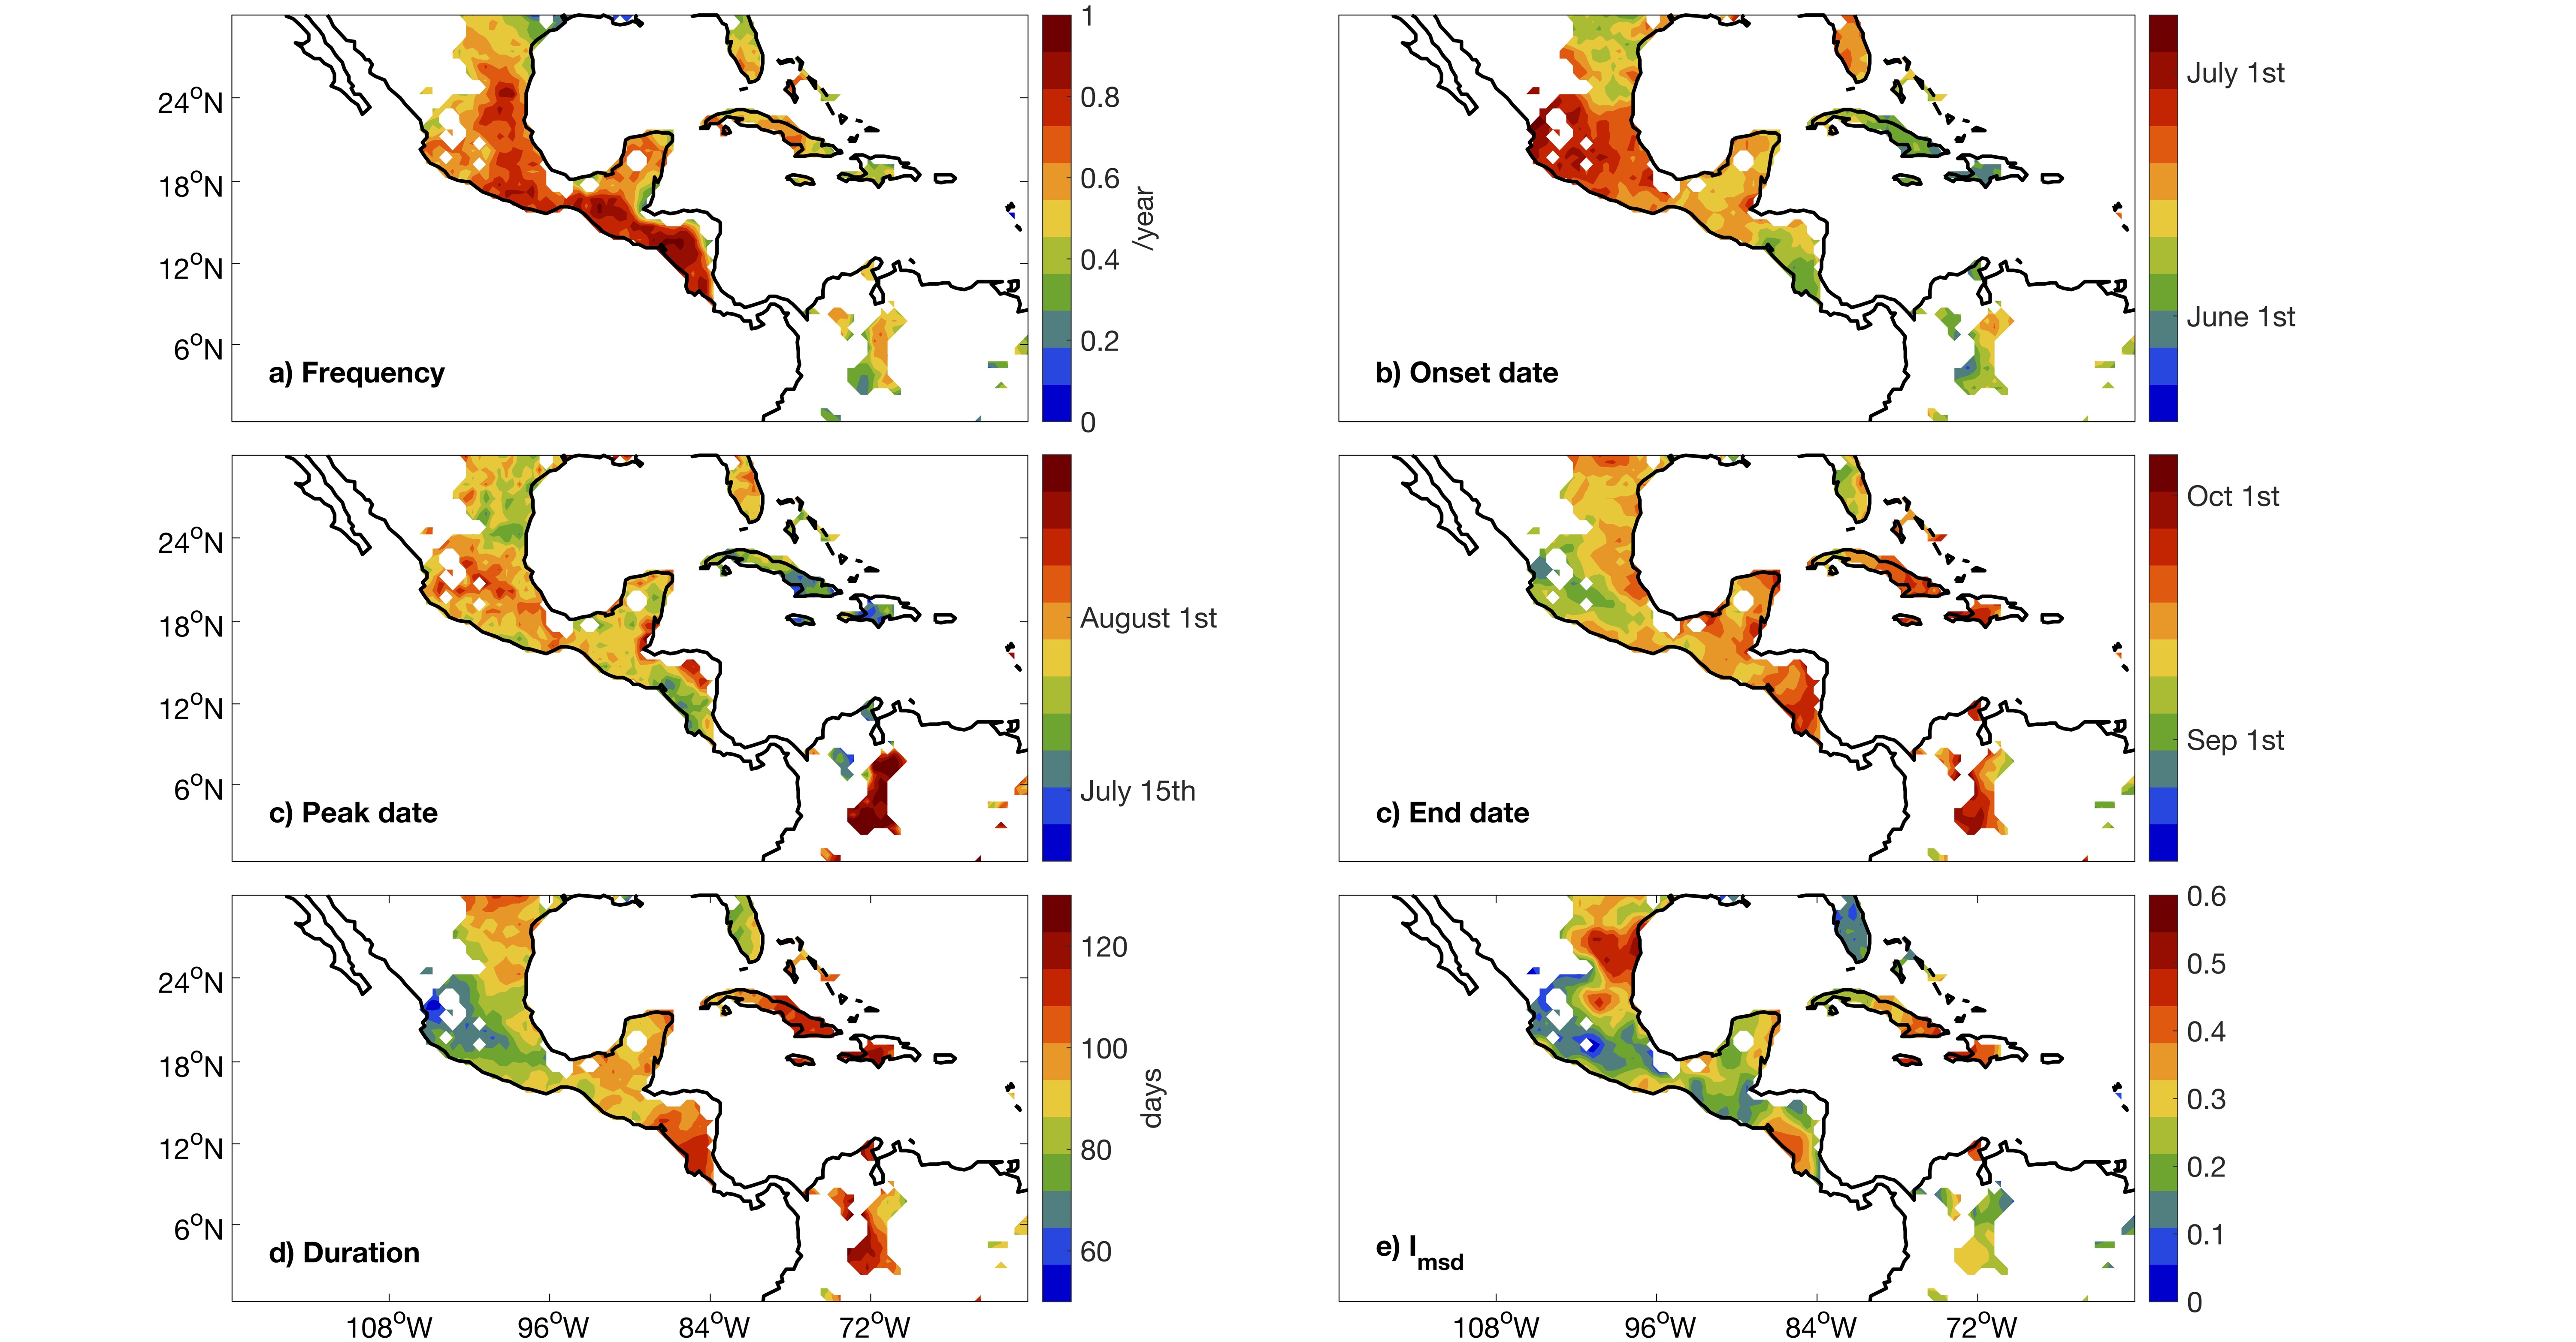 1
0.8
0.6
0.4
0.2
0
/year
24°N
18°N
12°N
6°N
a) Frequency
July 1st
June 1st
b) Onset date
24°N
18°N
12°N
6°N
August 1st
July 15th
c) Peak date
Oct 1st
Sep 1st
c) End date
24°N
18°N
12°N
6°N
120
100
80
60
days
d) Duration
108°W 96°W 84°W 72°W
0.6
0.5
0.4
0.3
0.2
0.1
0
e) Imsd
108°W 96°W 84°W 72°W